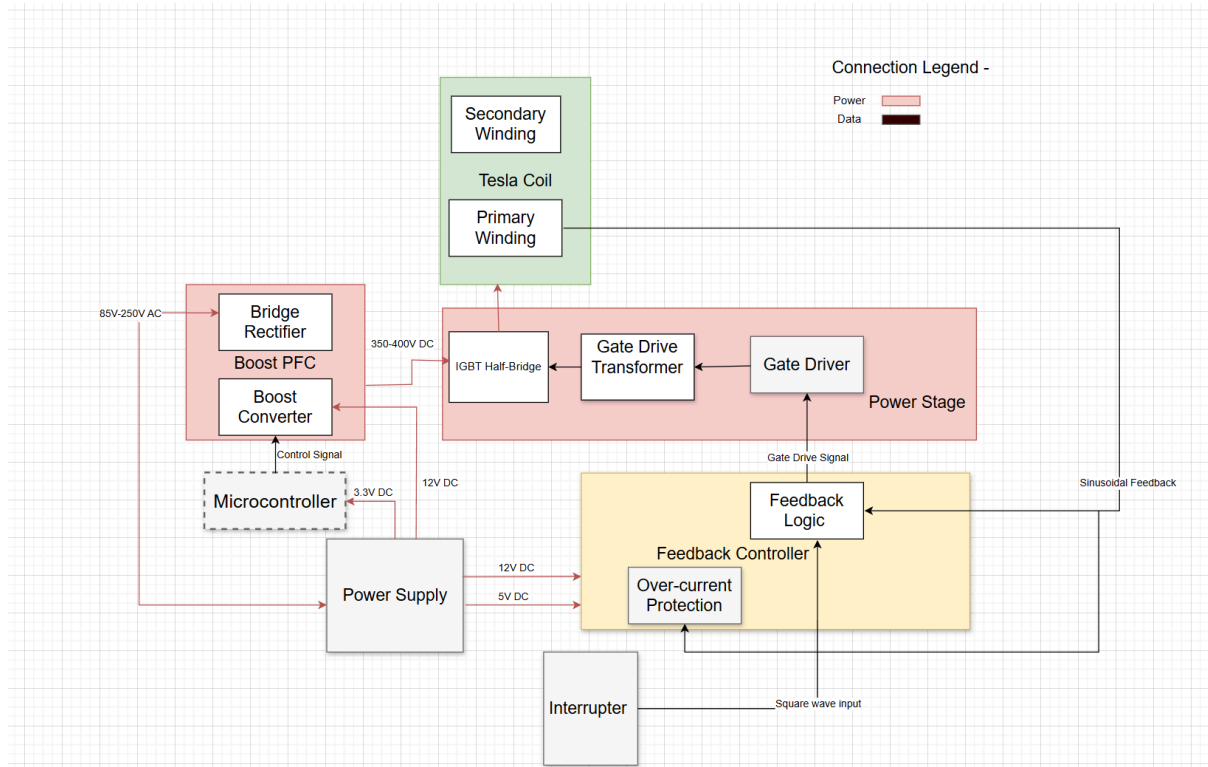 Connection Legend -
Power
Data
Secondary
Winding
Tesla Coil
Primary
Winding
85V-250V AC
Bridge
Rectifier
Boost PFC
Boost
Converter
350-400V DC
IGBT Half-Bridge
Gate Drive
Transformer
Gate Driver
Power Stage
Control Signal
Microcontroller
3.3V DC
12V DC
Gate Drive Signal
Sinusoidal Feedback
Feedback
Logic
Feedback Controller
Over-current
Protection
Power Supply
12V DC
5V DC
Interrupter
Square wave input